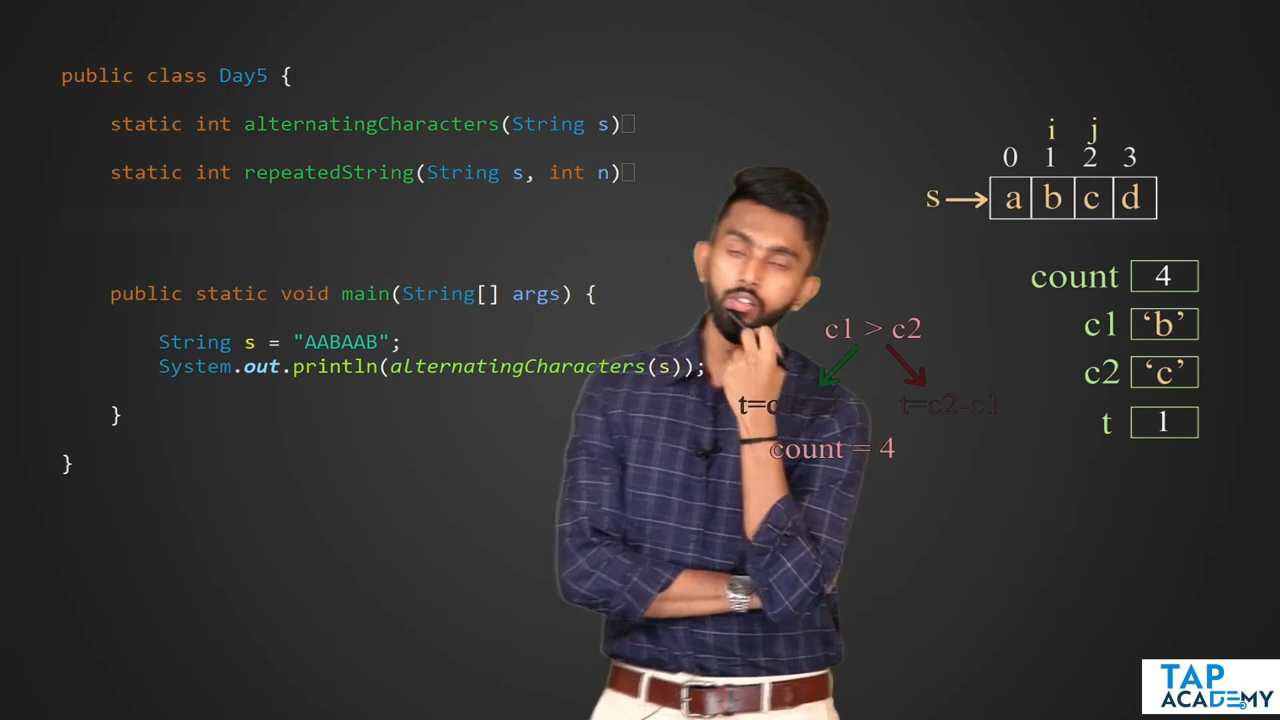 public class Day5 {
static int alternatingCharacters(String s)
static int repeatedString(String s, int n)
public static void main(String[] args) {
String s = "AABAAB";
System.out.println(alternatingCharacters(s));
}
}
i j
0 1 2 3
s a b c d
count 4
c1 ‘b’
c2 ‘c’
t 1
c1 > c2
t=c2-c1
count = 4
TAP
ACADEMY